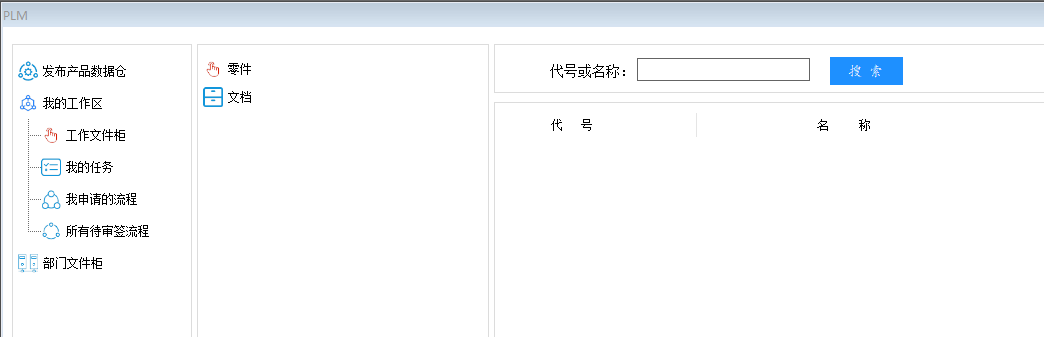 PLM
发布产品数据仓
我的工作区
工作文件柜
我的任务
我申请的流程
所有待审签流程
部门文件柜
零件
文档
代号或名称： 搜 索
代 号 名 称